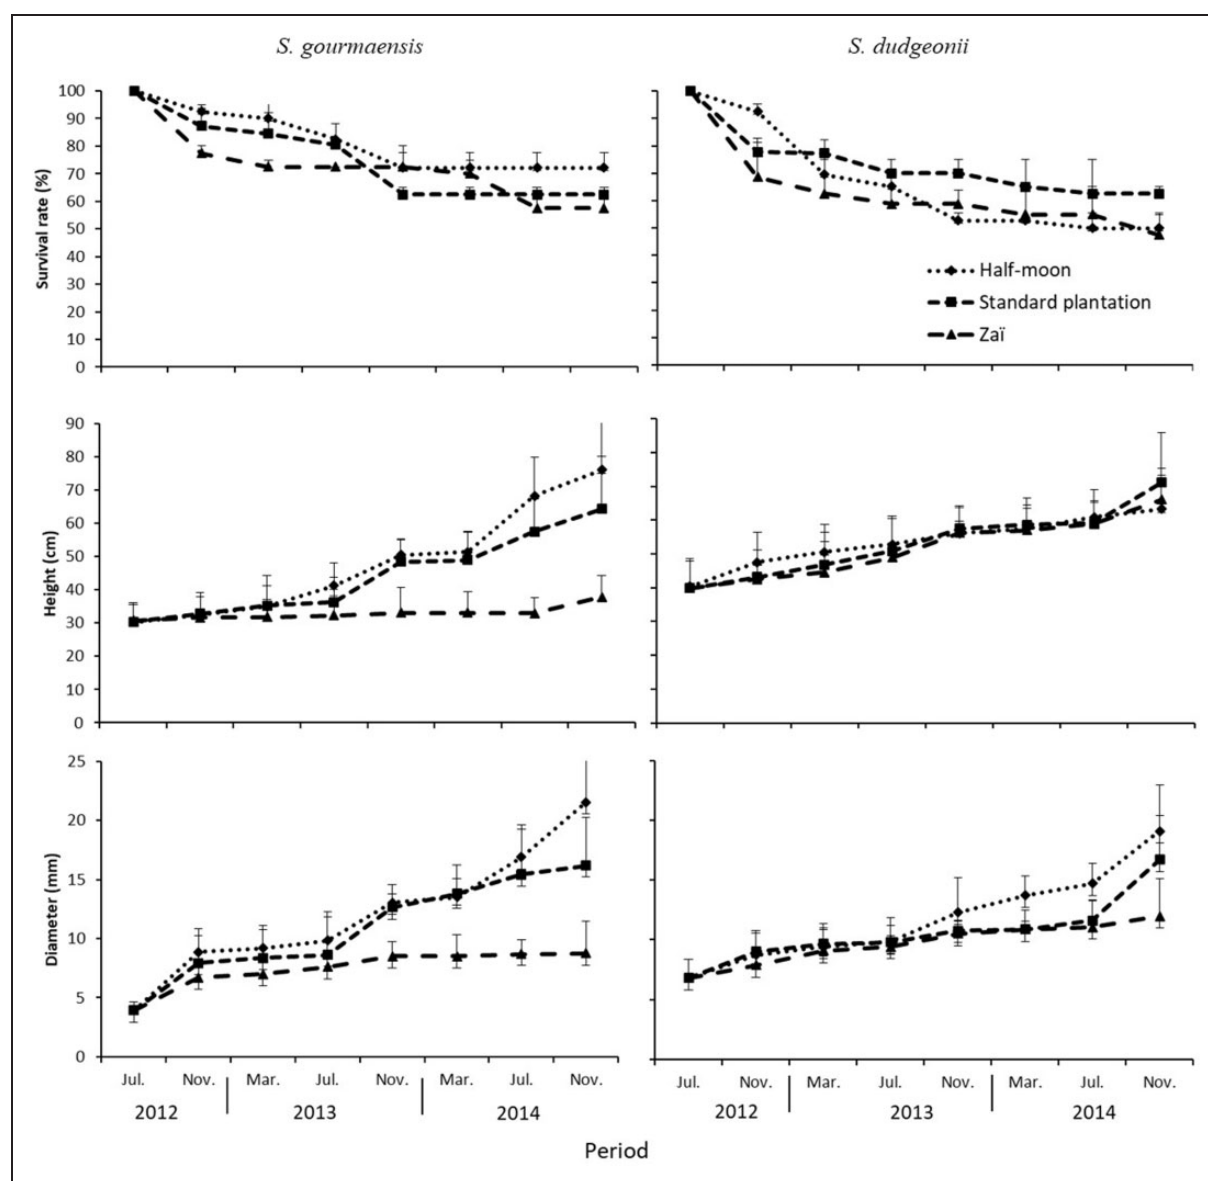 S. gourmaensis S. dudgeonii
100
90
80
70
60
50
40
30
20
10
0
Survival rate (%)
Half-moon
Standard plantation
Zaï
90
80
70
60
50
40
30
20
10
0
Height (cm)
25
20
15
10
5
0
Diameter (mm)
Jul. Nov. Mar. Jul. Nov. Mar. Jul. Nov. Jul. Nov. Mar. Jul. Nov. Mar. Jul. Nov.
2012 2013 2014 2012 2013 2014
Period